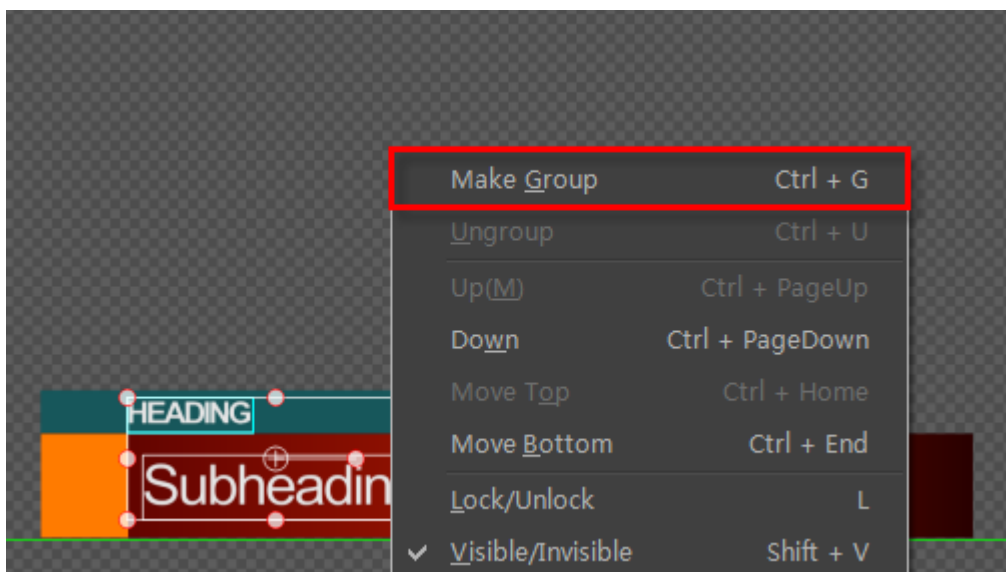 Make Group Ctrl + G
Ungroup Ctrl + U
Up(M) Ctrl + PageUp
Down Ctrl + PageDown
Move Top Ctrl + Home
Move Bottom Ctrl + End
Lock/Unlock L
Visible/Invisible Shift + V
HEADING
Subheadin